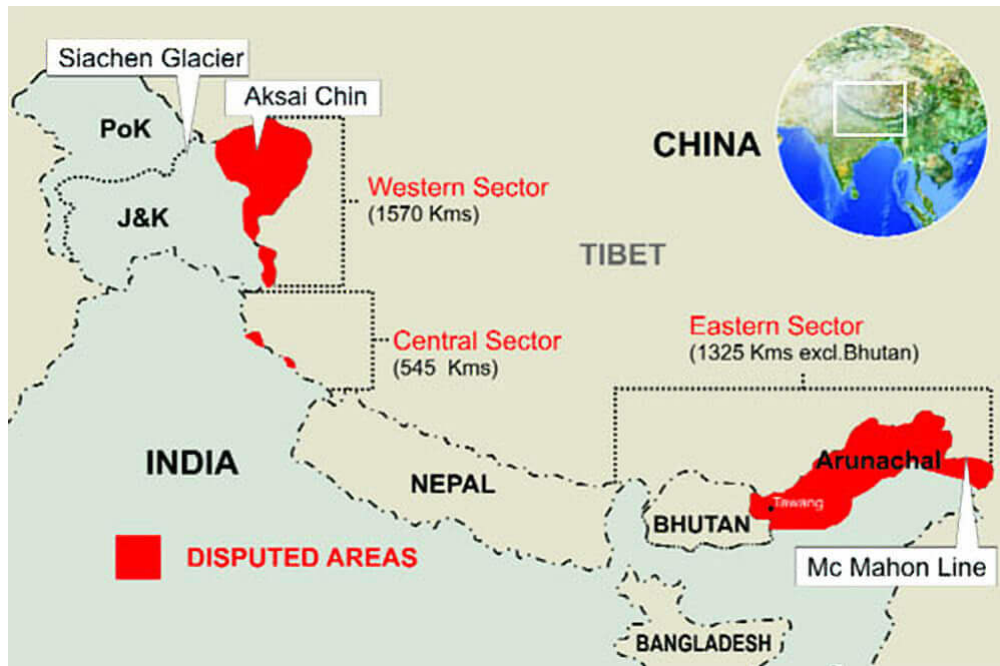 Siachen Glacier
Aksai Chin
PoK
CHINA
Western Sector
(1570 Kms)
J&K
TIBET
Eastern Sector
(1325 Kms excl.Bhutan)
Central Sector
(545 Kms)
INDIA
NEPAL
Arunachal
Tawang
BHUTAN
DISPUTED AREAS
Mc Mahon Line
BANGLADESH